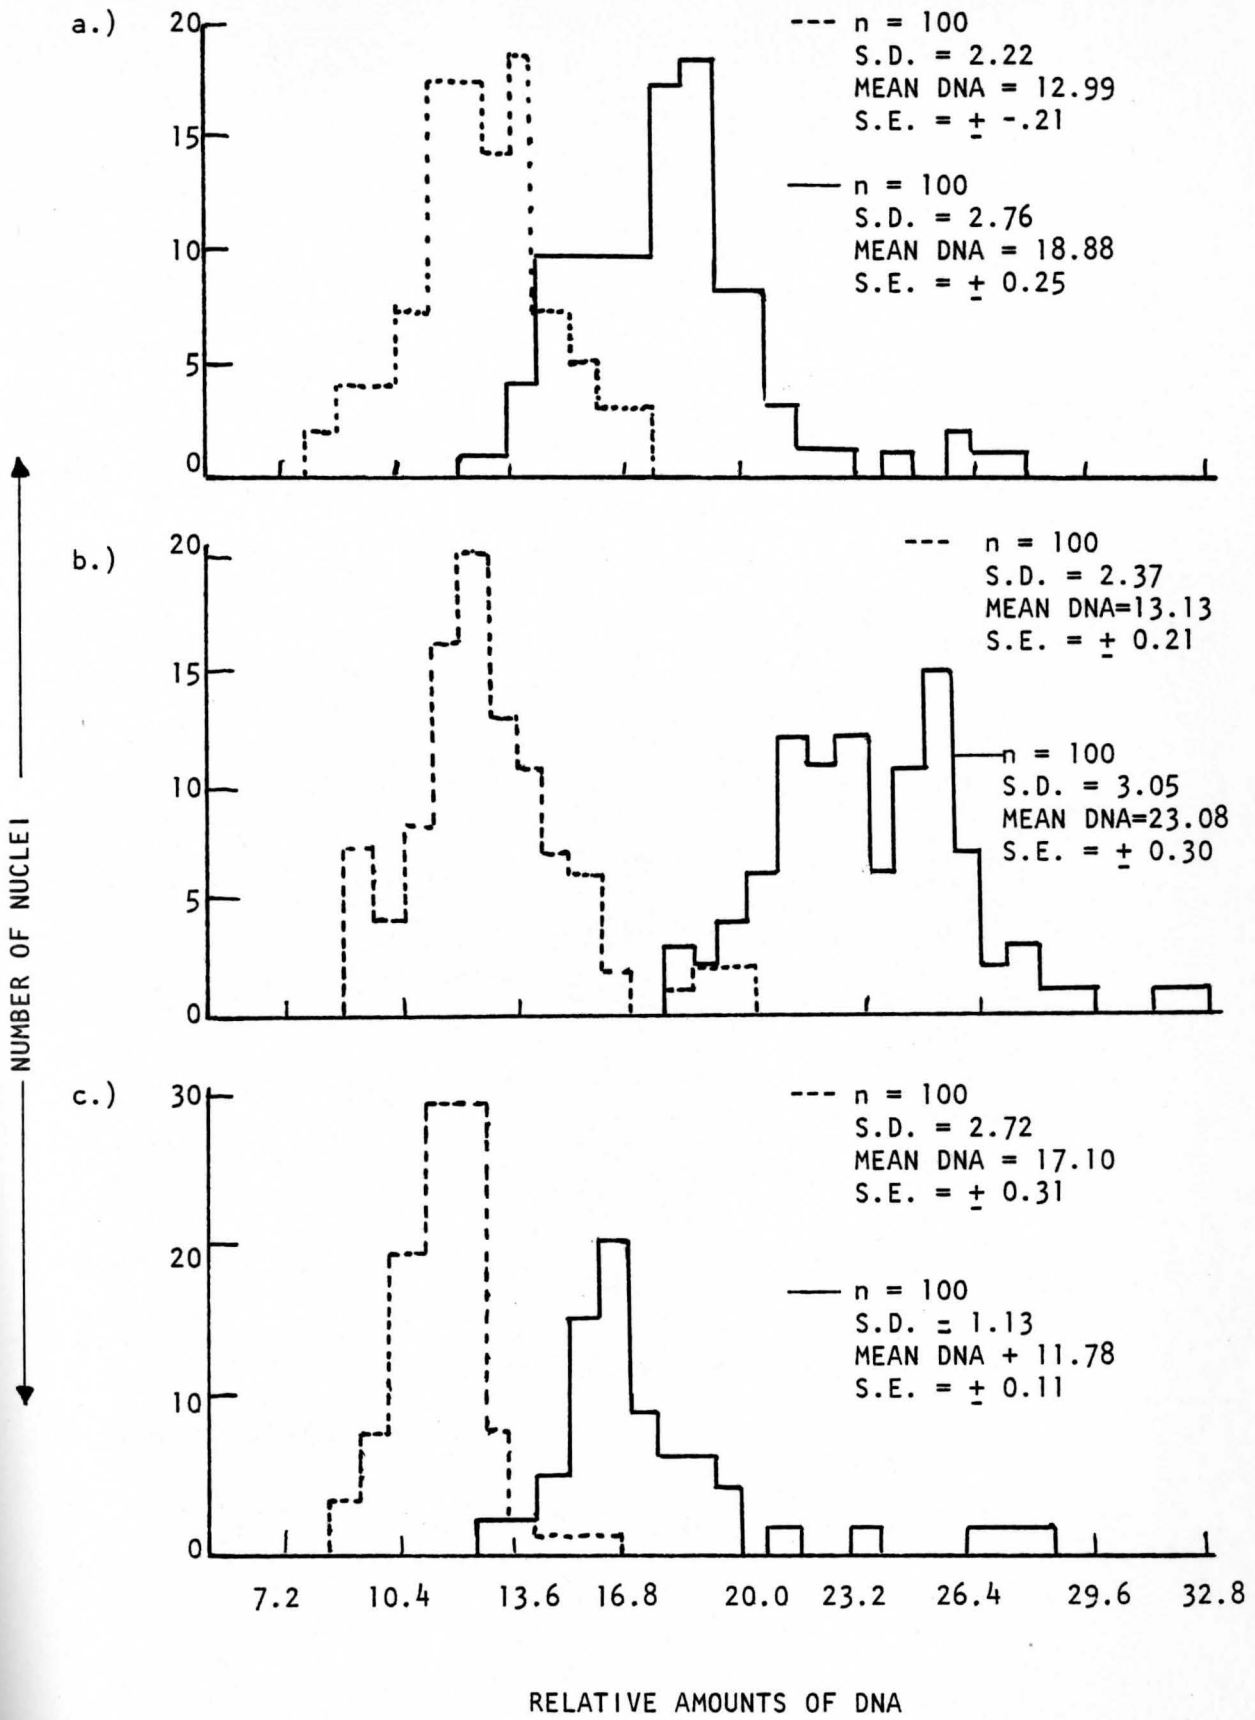 a.)
20
15
10
5
0
--- n = 100
S.D. = 2.22
MEAN DNA = 12.99
S.E. = ± -.21
— n = 100
S.D. = 2.76
MEAN DNA = 18.88
S.E. = ± 0.25
b.)
20
15
10
5
0
--- n = 100
S.D. = 2.37
MEAN DNA=13.13
S.E. = ± 0.21
— n = 100
S.D. = 3.05
MEAN DNA=23.08
S.E. = ± 0.30
NUMBER OF NUCLEI
c.)
30
20
10
0
--- n = 100
S.D. = 2.72
MEAN DNA = 17.10
S.E. = ± 0.31
— n = 100
S.D. = 1.13
MEAN DNA + 11.78
S.E. = ± 0.11
7.2 10.4 13.6 16.8 20.0 23.2 26.4 29.6 32.8
RELATIVE AMOUNTS OF DNA